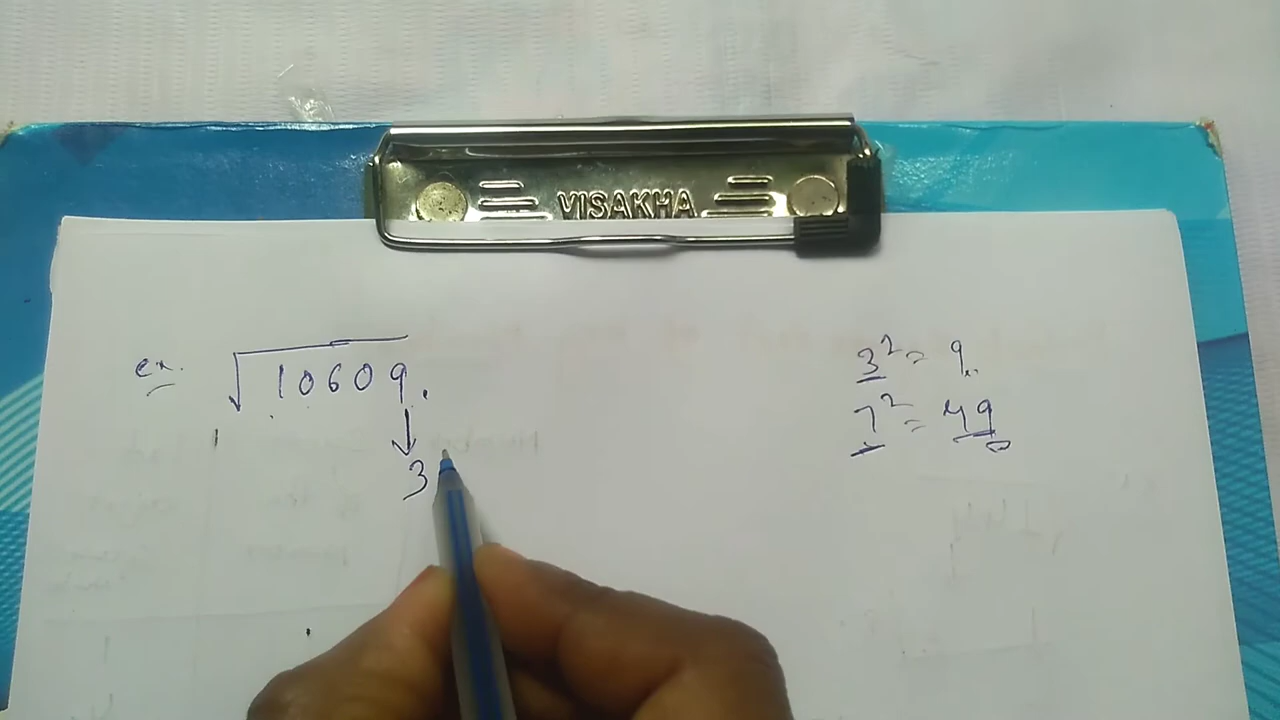 VISAKHA
ex. √10609.
3
3² = 9
7² = 49